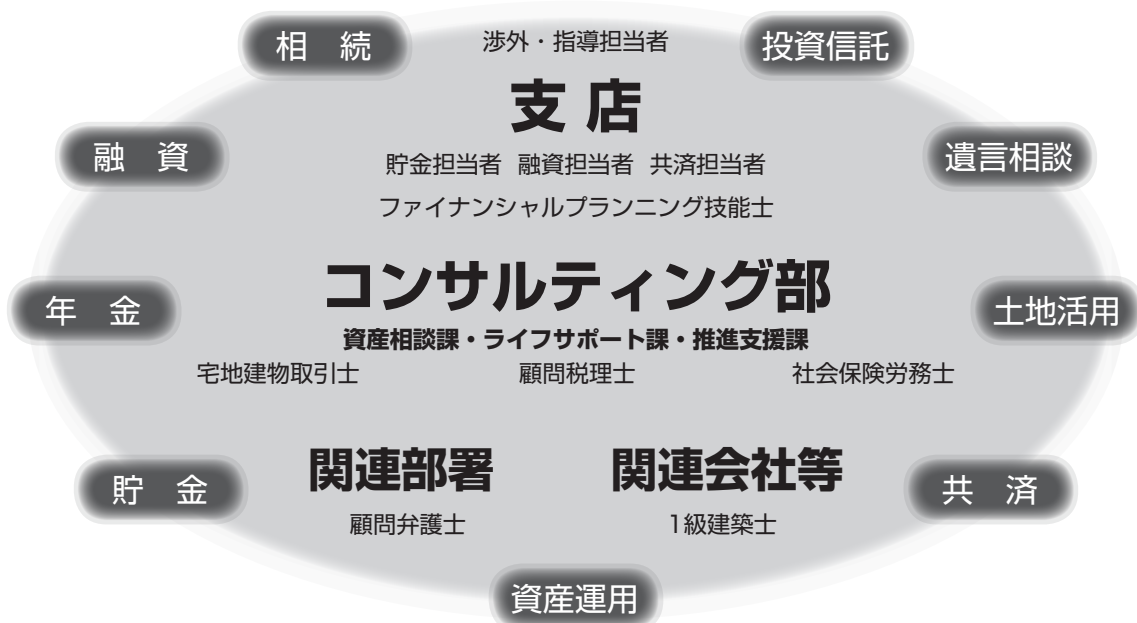 相 続
渉外・指導担当者
投資信託
支 店
融 資
貯金担当者 融資担当者 共済担当者
遺言相談
ファイナンシャルプランニング技能士
コンサルティング部
年 金
土地活用
資産相談課・ライフサポート課・推進支援課
宅地建物取引士 顧問税理士 社会保険労務士
関連部署 関連会社等
貯 金
共 済
顧問弁護士 1級建築士
資産運用